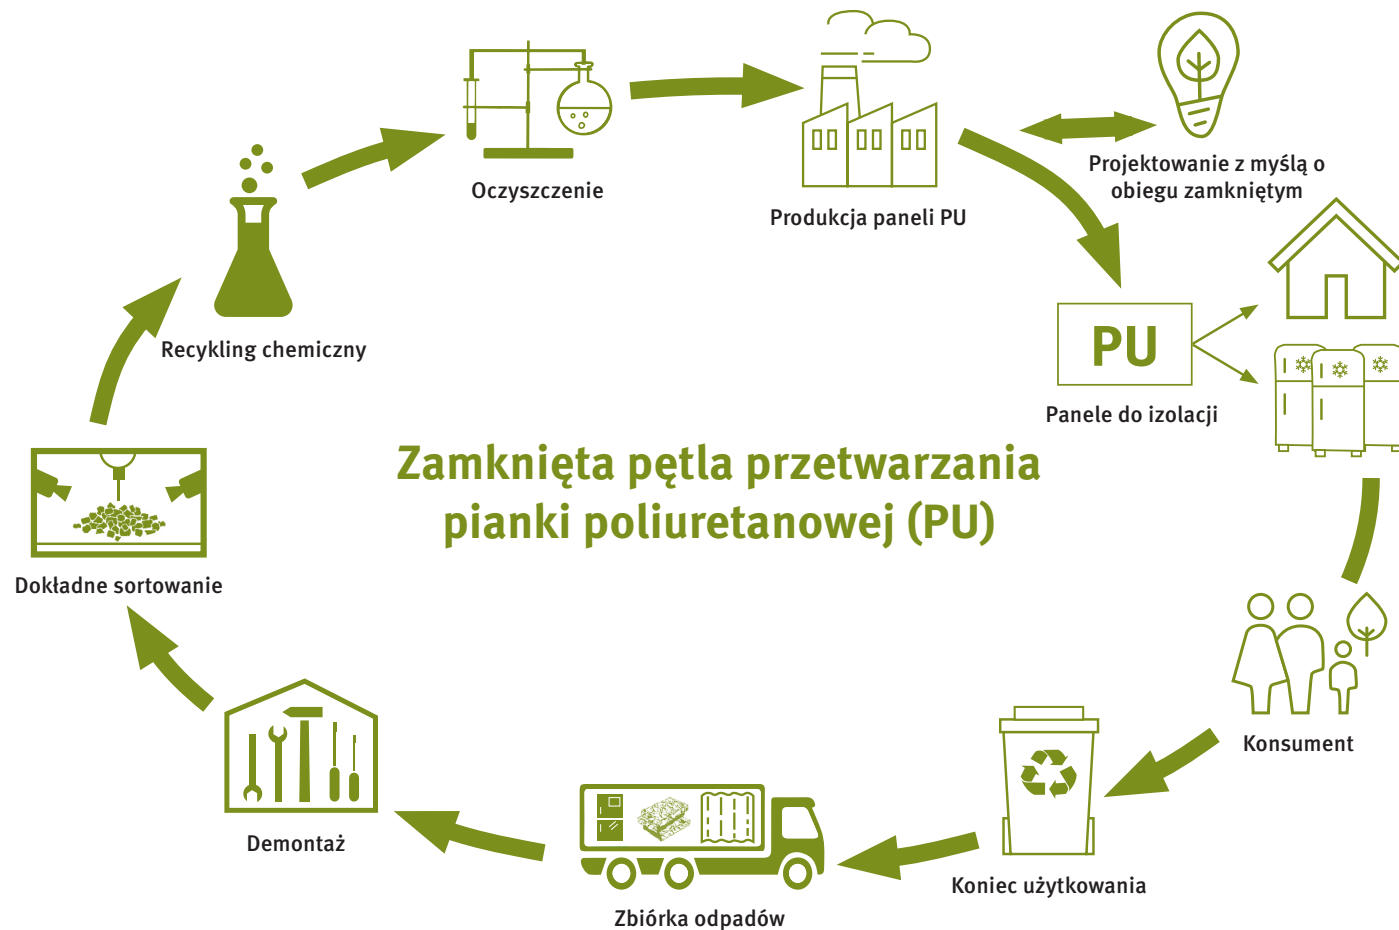 Oczyszczenie
Produkcja paneli PU
Projektowanie z myślą o
obiegu zamkniętym
Recykling chemiczny
PU
Panele do izolacji
Zamknięta pętla przetwarzania
pianki poliuretanowej (PU)
Dokładne sortowanie
Konsument
Demontaż
Koniec użytkowania
Zbiórka odpadów